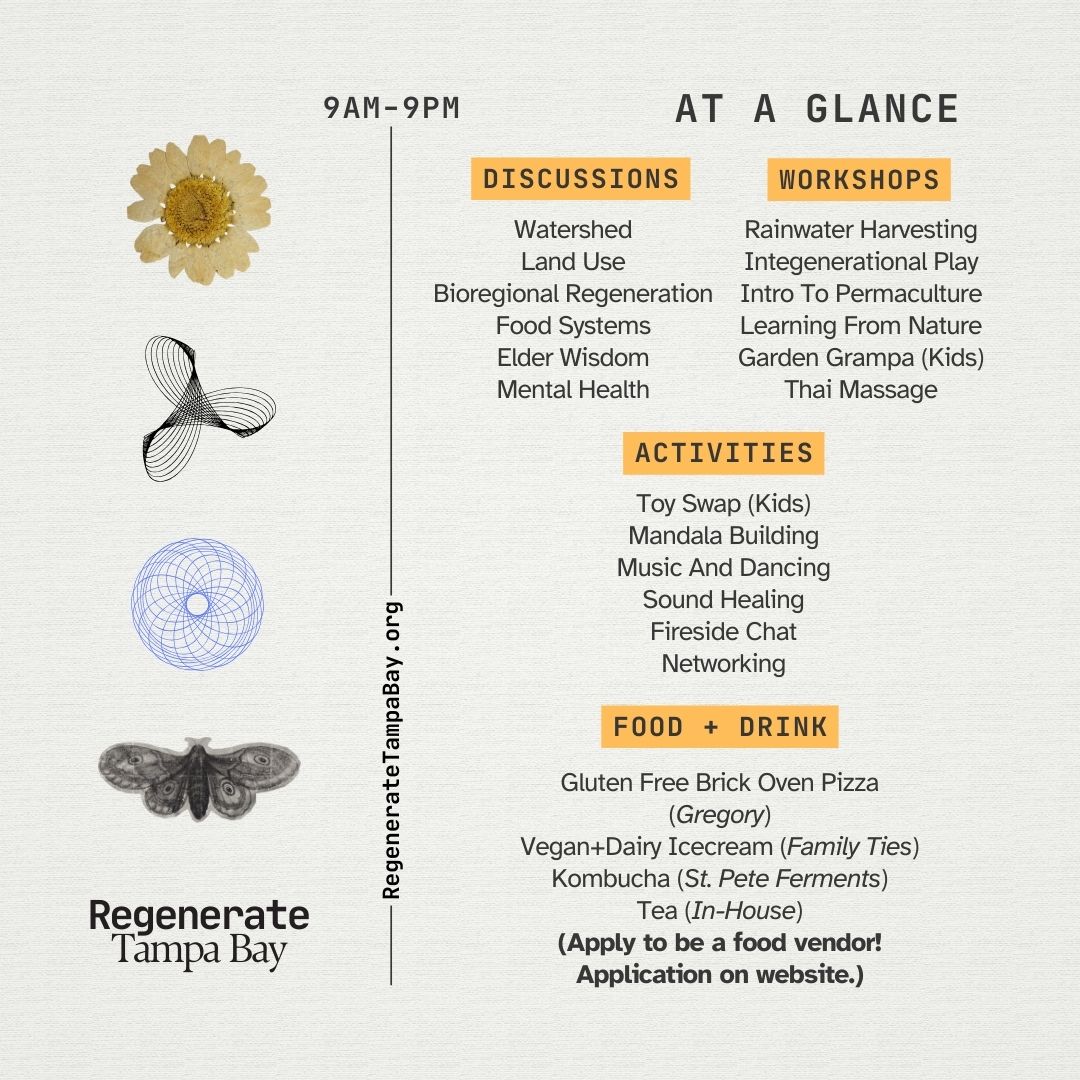 9AM–9PM
AT A GLANCE
DISCUSSIONS
Watershed
Land Use
Bioregional Regeneration
Food Systems
Elder Wisdom
Mental Health
WORKSHOPS
Rainwater Harvesting
Integenerational Play
Intro To Permaculture
Learning From Nature
Garden Grampa (Kids)
Thai Massage
ACTIVITIES
Toy Swap (Kids)
Mandala Building
Music And Dancing
Sound Healing
Fireside Chat
Networking
FOOD + DRINK
Gluten Free Brick Oven Pizza
(Gregory)
Vegan+Dairy Icecream (Family Ties)
Kombucha (St. Pete Ferments)
Tea (In-House)
(Apply to be a food vendor!
Application on website.)
RegenerateTampaBay.org
Regenerate
Tampa Bay